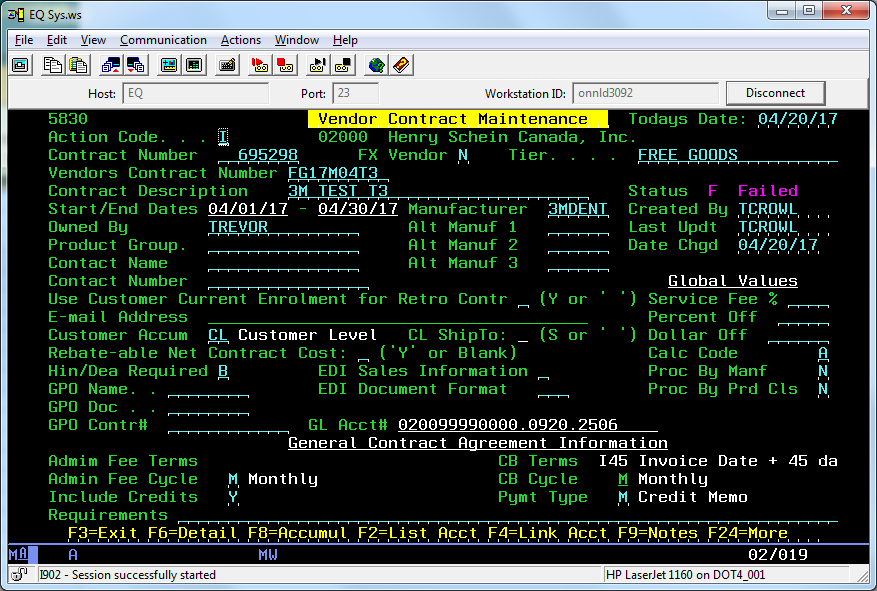 EQ Sys.ws
File Edit View Communication Actions Window Help
Host: EQ Port: 23 Workstation ID: onnld3092 Disconnect
5830 Vendor Contract Maintenance Todays Date: 04/20/17
Action Code. . . I 02000 Henry Schein Canada, Inc.
Contract Number 695298 FX Vendor N Tier. . . . FREE GOODS
Vendors Contract Number FG17M04T3
Contract Description 3M TEST T3 Status F Failed
Start/End Dates 04/01/17 - 04/30/17 Manufacturer 3MDENT Created By TCROWL
Owned By TREVOR Alt Manuf 1 Last Updt TCROWL
Product Group. Alt Manuf 2 Date Chgd 04/20/17
Contact Name Alt Manuf 3
Contact Number Global Values
Use Customer Current Enrolment for Retro Contr _ (Y or ' ') Service Fee %
E-mail Address Percent Off
Customer Accum CL Customer Level CL ShipTo: _ (S or ' ') Dollar Off
Rebate-able Net Contract Cost: _ ('Y' or Blank) Calc Code A
Hin/Dea Required B EDI Sales Information _ Proc By Manf N
GPO Name. . EDI Document Format Proc By Prd Cls N
GPO Doc . .
GPO Contr# GL Acct# 020099990000.0920.2506
General Contract Agreement Information
Admim Fee Terms CB Terms I45 Invoice Date + 45 da
Admin Fee Cycle M Monthly CB Cycle M Monthly
Include Credits Y Pymt Type M Credit Memo
Requirements
F3=Exit F6=Detail F8=Accumul F2=List Acct F4=Link Acct F9=Notes F24=More
MA A MW 02/019
I902 - Session successfully started HP LaserJet 1160 on DOT4_001